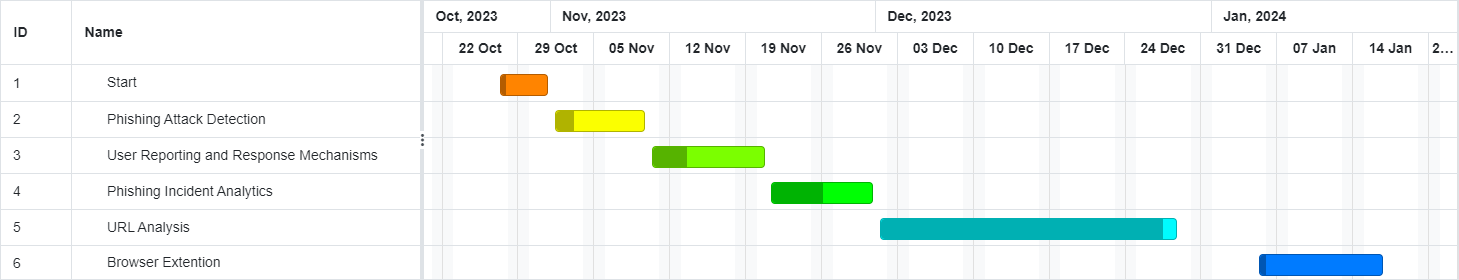 ID
Name
Oct, 2023
Nov, 2023
Dec, 2023
Jan, 2024
22 Oct
29 Oct
05 Nov
12 Nov
19 Nov
26 Nov
03 Dec
10 Dec
17 Dec
24 Dec
31 Dec
07 Jan
14 Jan
2...
1
Start
2
Phishing Attack Detection
3
User Reporting and Response Mechanisms
4
Phishing Incident Analytics
5
URL Analysis
6
Browser Extention